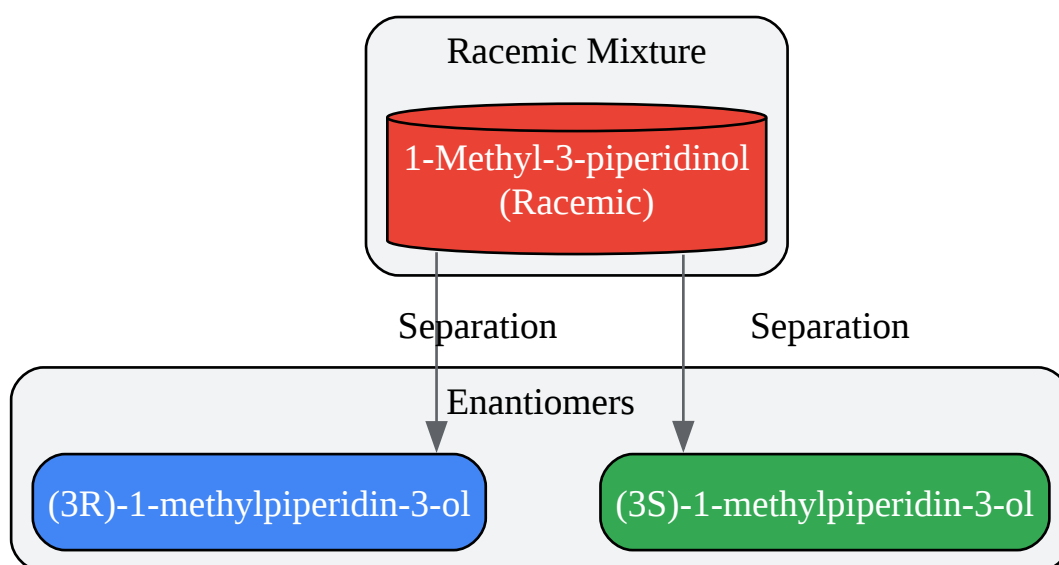 Racemic Mixture
1-Methyl-3-piperidinol
(Racemic)
Separation
Separation
Enantiomers
(3R)-1-methylpiperidin-3-ol
(3S)-1-methylpiperidin-3-ol